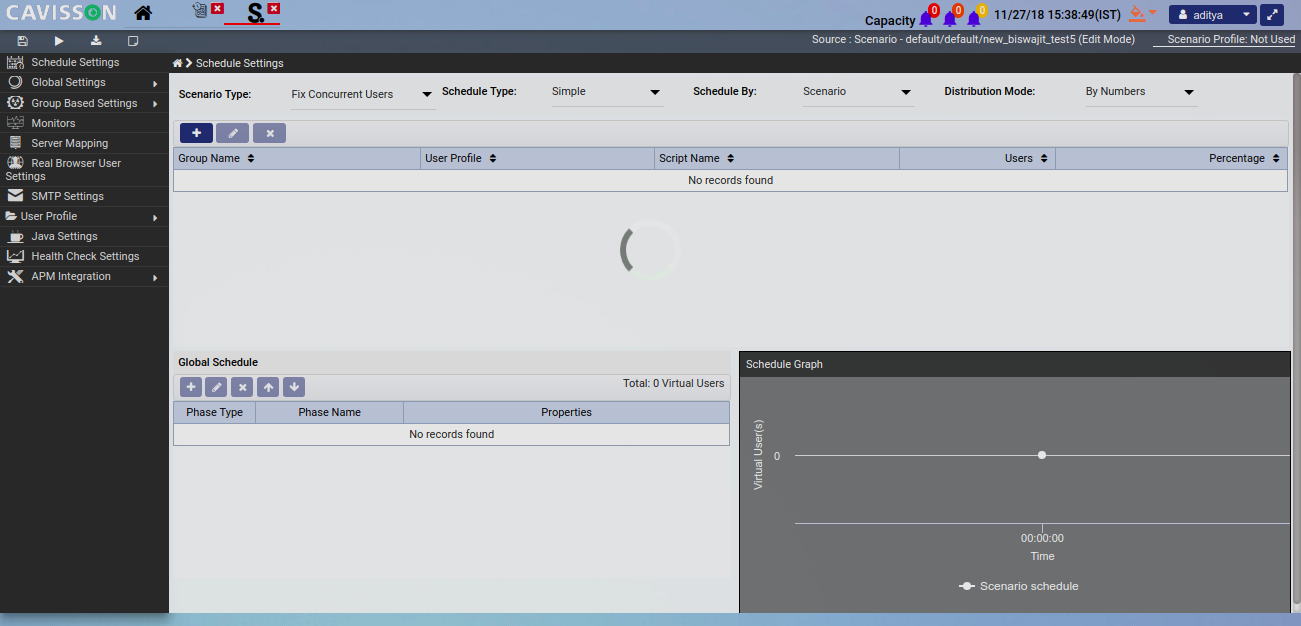 CAVISSON
S.
Capacity 0 0 0 11/27/18 15:38:49(IST) aditya
Source : Scenario - default/default/new_biswajit_test5 (Edit Mode) Scenario Profile: Not Used
Schedule Settings
Global Settings
Group Based Settings
Monitors
Server Mapping
Real Browser User
Settings
SMTP Settings
User Profile
Java Settings
Health Check Settings
APM Integration
Schedule Settings
Scenario Type: Fix Concurrent Users Schedule Type: Simple Schedule By: Scenario Distribution Mode: By Numbers
Group Name User Profile Script Name Users Percentage
No records found
Global Schedule
Total: 0 Virtual Users
Phase Type Phase Name Properties
No records found
Schedule Graph
Virtual User(s)
0
00:00:00
Time
Scenario schedule